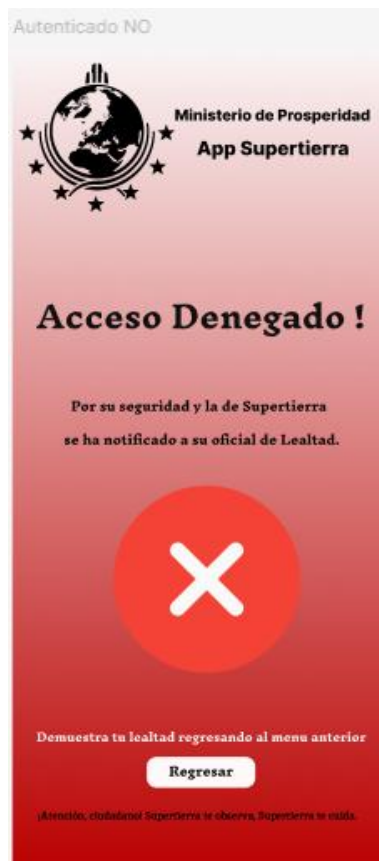 Autenticado NO
Ministerio de Prosperidad
App Supertierra
Acceso Denegado !
Por su seguridad y la de Supertierra
se ha notificado a su oficial de Lealtad.
Demuestra tu lealtad regresando al menu anterior
Regresar
¡Atención, ciudadano! Supertierra te observa, Supertierra te cuida.